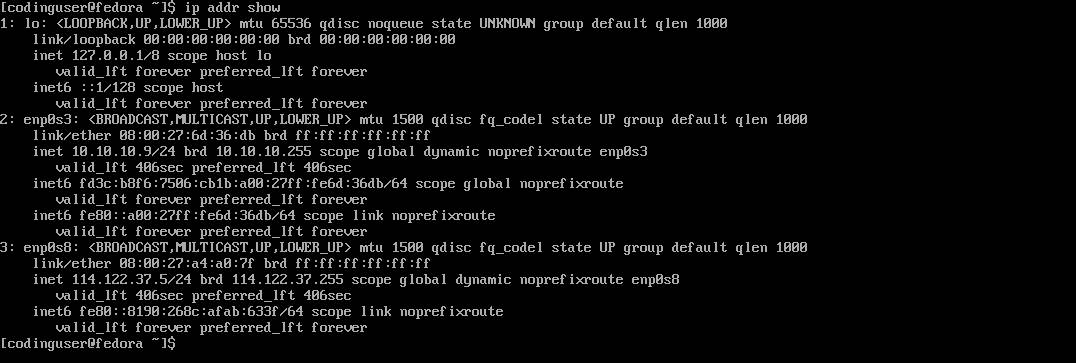 [codinguser@fedora ~]$ ip addr show
1: lo: <LOOPBACK,UP,LOWER_UP> mtu 65536 qdisc noqueue state UNKNOWN group default qlen 1000
    link/loopback 00:00:00:00:00:00 brd 00:00:00:00:00:00
    inet 127.0.0.1/8 scope host lo
       valid_lft forever preferred_lft forever
    inet6 ::1/128 scope host
       valid_lft forever preferred_lft forever
2: enp0s3: <BROADCAST,MULTICAST,UP,LOWER_UP> mtu 1500 qdisc fq_codel state UP group default qlen 1000
    link/ether 08:00:27:6d:36:db brd ff:ff:ff:ff:ff:ff
    inet 10.10.10.9/24 brd 10.10.10.255 scope global dynamic noprefixroute enp0s3
       valid_lft 406sec preferred_lft 406sec
    inet6 fd3c:b8f6:7506:cb1b:a00:27ff:fe6d:36db/64 scope global noprefixroute
       valid_lft forever preferred_lft forever
    inet6 fe80::a00:27ff:fe6d:36db/64 scope link noprefixroute
       valid_lft forever preferred_lft forever
3: enp0s8: <BROADCAST,MULTICAST,UP,LOWER_UP> mtu 1500 qdisc fq_codel state UP group default qlen 1000
    link/ether 08:00:27:a4:a0:7f brd ff:ff:ff:ff:ff:ff
    inet 114.122.37.5/24 brd 114.122.37.255 scope global dynamic noprefixroute enp0s8
       valid_lft 406sec preferred_lft 406sec
    inet6 fe80::8190:268c:afab:633f/64 scope link noprefixroute
       valid_lft forever preferred_lft forever
[codinguser@fedora ~]$